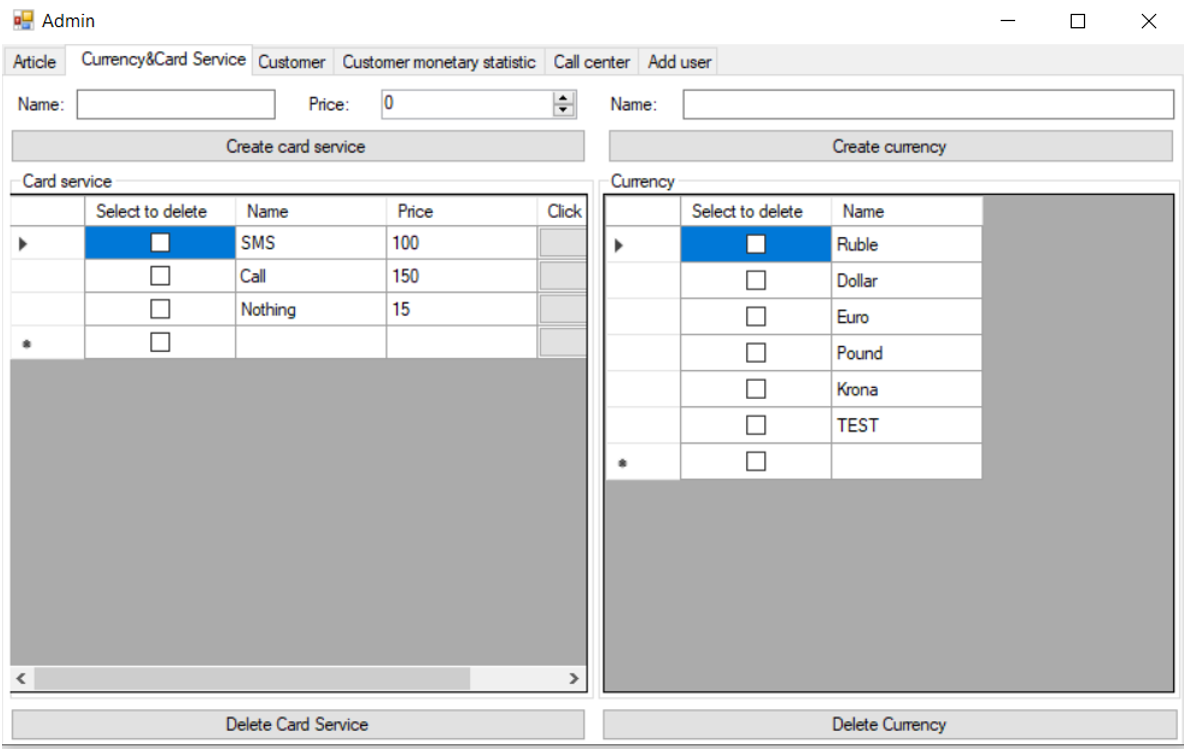 Admin
Article Currency&Card Service Customer Customer monetary statistic Call center Add user
Name: Price: 0 Name:
Create card service Create currency
Card service Currency
Select to delete Name Price Click Select to delete Name
SMS 100 Ruble
Call 150 Dollar
Nothing 15 Euro
Pound
Krona
TEST
Delete Card Service Delete Currency